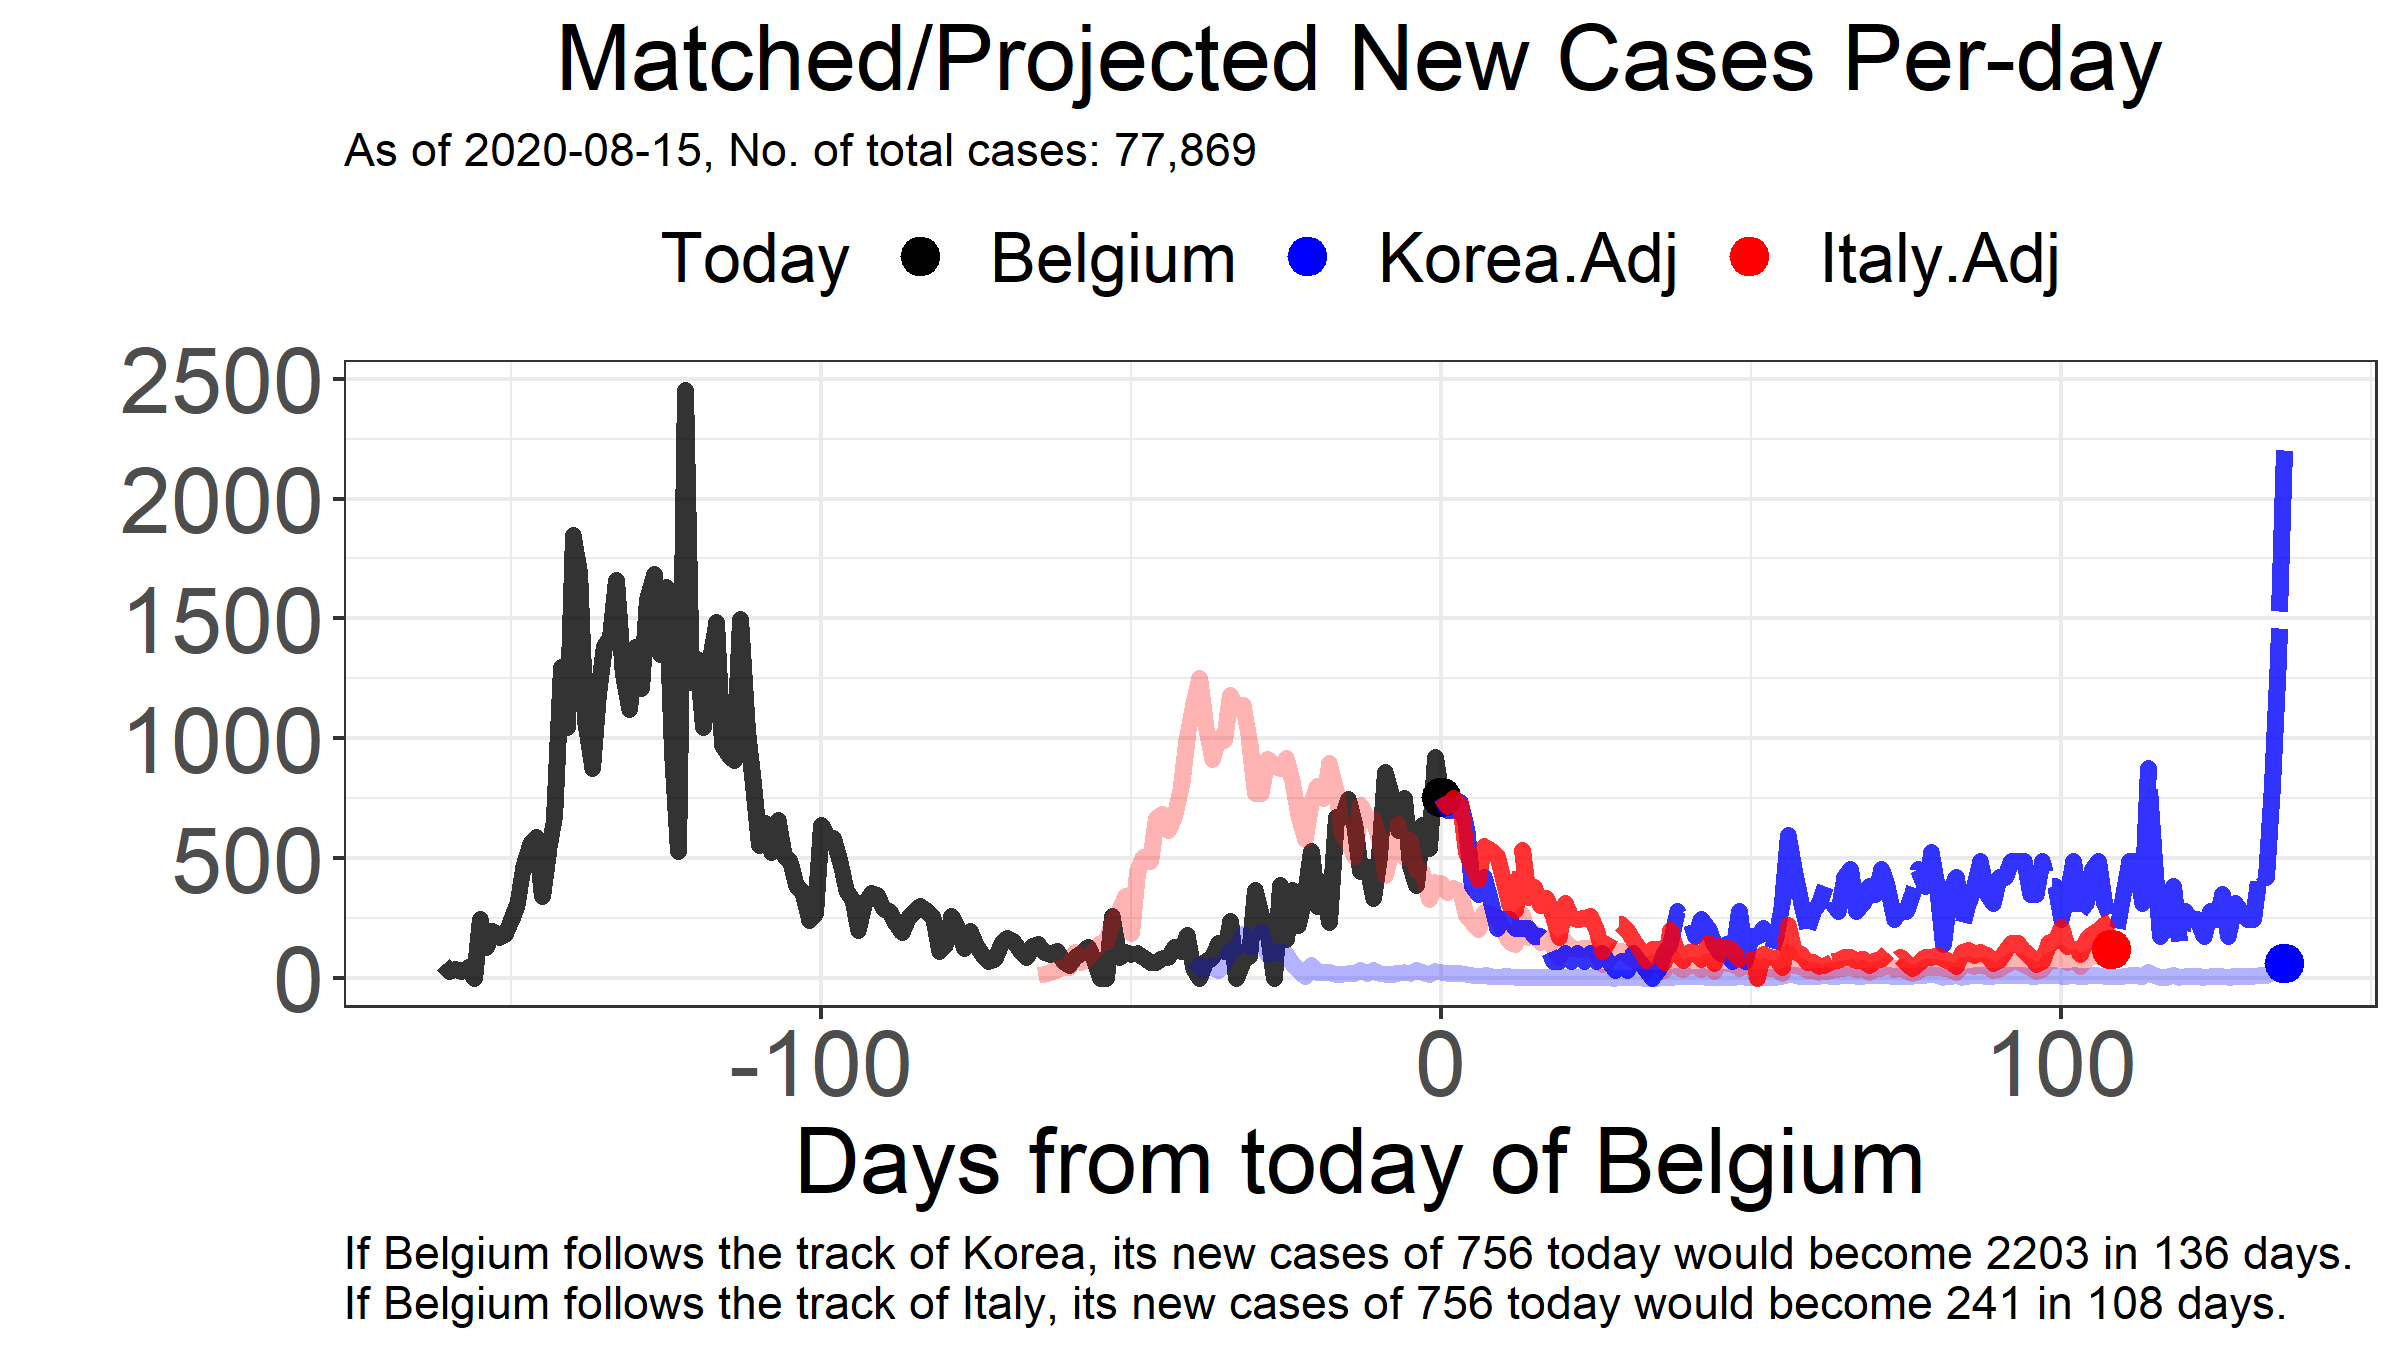 Matched/Projected New Cases Per-day
As of 2020-08-15, No. of total cases: 77,869
Today Belgium Korea.Adj Italy.Adj
2500
2000
1500
1000
500
0
-100 0 100
Days from today of Belgium
If Belgium follows the track of Korea, its new cases of 756 today would become 2203 in 136 days.
If Belgium follows the track of Italy, its new cases of 756 today would become 241 in 108 days.